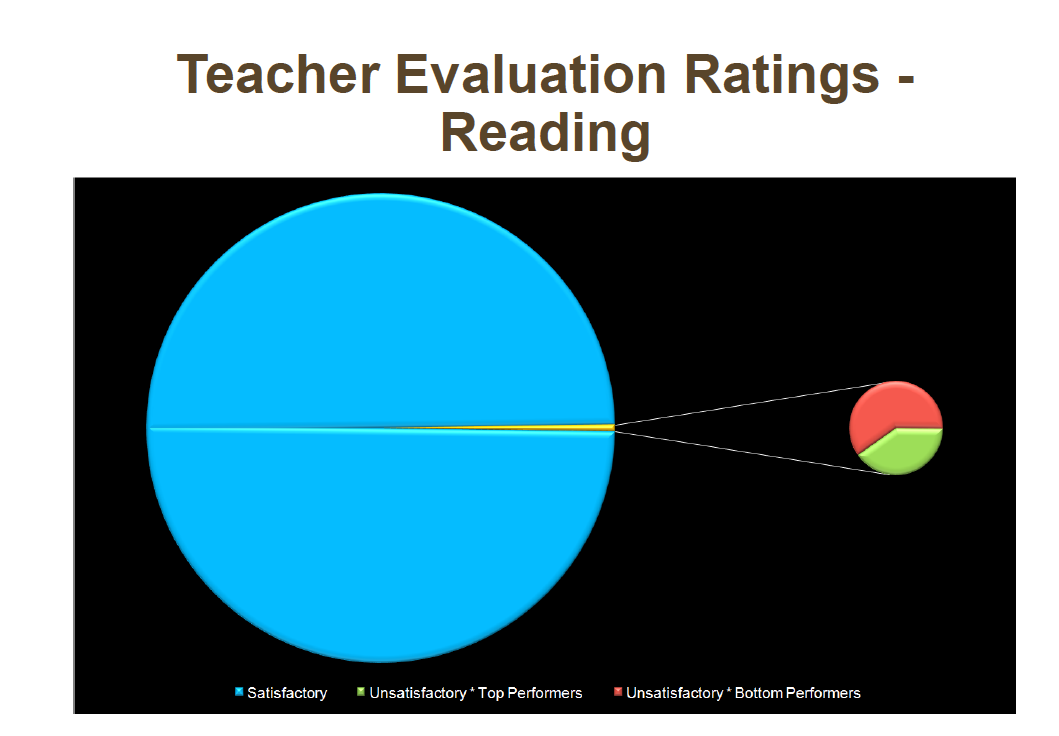 Teacher Evaluation Ratings -
Reading
Satisfactory
Unsatisfactory * Top Performers
Unsatisfactory * Bottom Performers